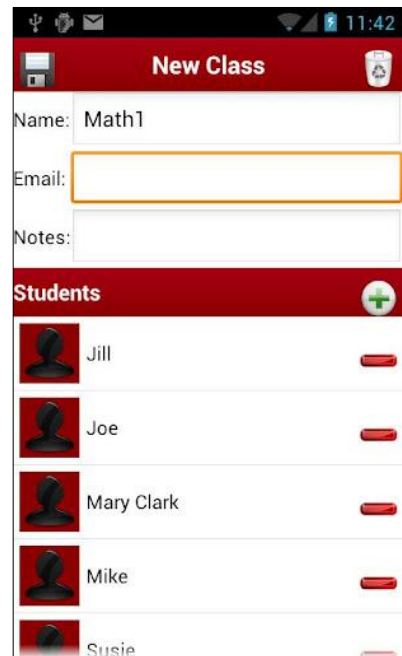 11:42
New Class
Name: Math1
Email:
Notes:
Students
Jill
Joe
Mary Clark
Mike
Susie